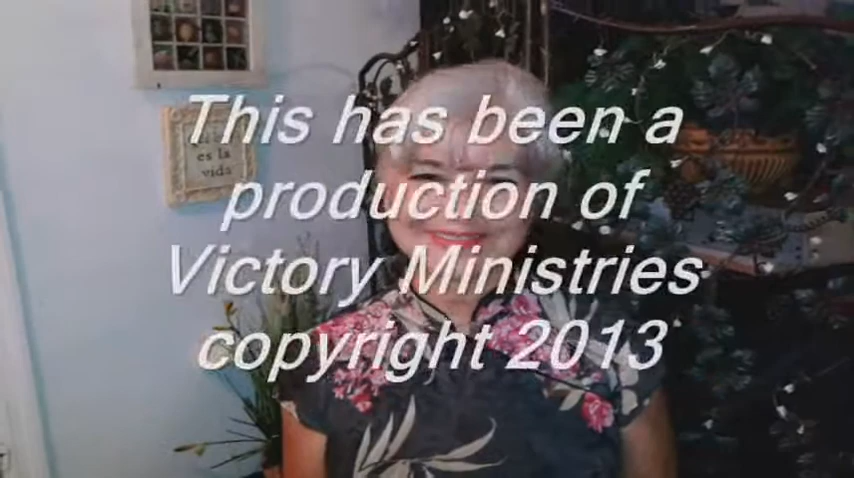 This has been a
production of
Victory Ministries
copyright 2013
es la
vida